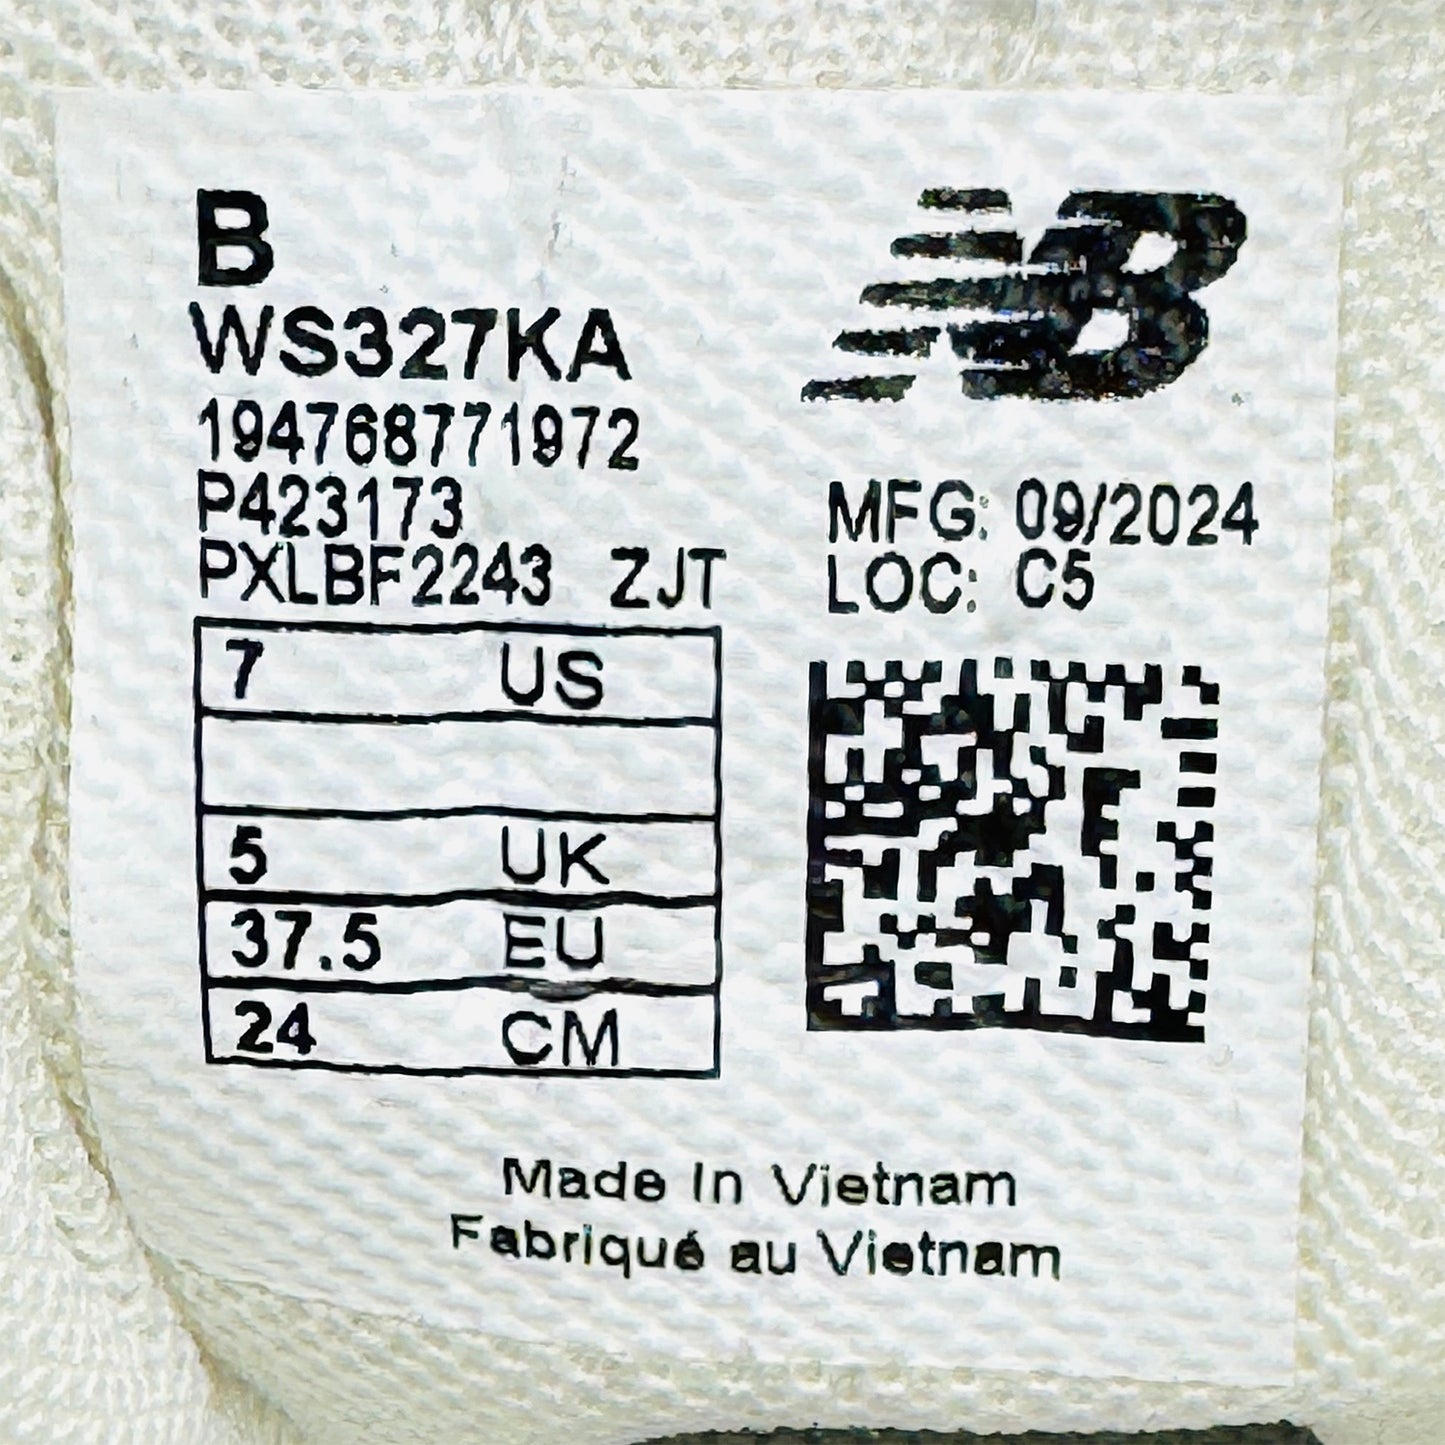 B
WS327KA
194768771972
P423173
PXLBF2243 ZJT
MFG: 09/2024
LOC: C5
7 US
5 UK
37.5 EU
24 CM
Made In Vietnam
Fabriqué au Vietnam